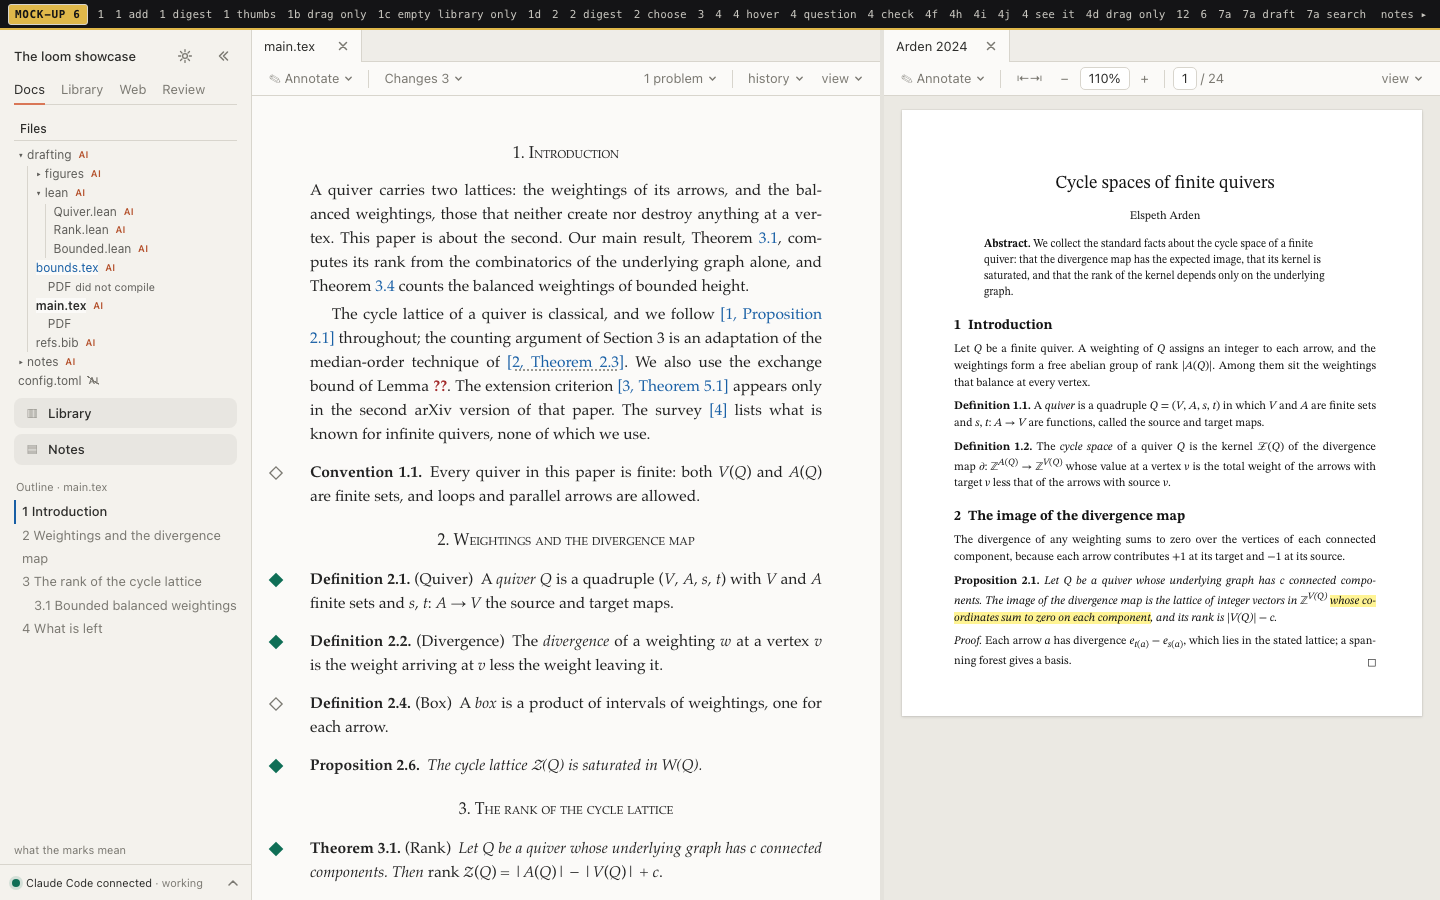 MOCK-UP 6 1 1 add 1 digest 1 thumbs 1b drag only 1c empty library only 1d 2 2 digest 2 choose 3 4 4 hover 4 question 4 check 4f 4h 4i 4j 4 see it 4d drag only 12 6 7a 7a draft 7a search notes ▸
The loom showcase
Docs Library Web Review
Files
drafting AI
figures AI
lean AI
Quiver.lean AI
Rank.lean AI
Bounded.lean AI
bounds.tex AI
PDF did not compile
main.tex AI
PDF
refs.bib AI
notes AI
config.toml AI
Library
Notes
Outline · main.tex
1 Introduction
2 Weightings and the divergence
map
3 The rank of the cycle lattice
3.1 Bounded balanced weightings
4 What is left
what the marks mean
Claude Code connected · working
main.tex
Annotate Changes 3 1 problem history view
1. Introduction
A quiver carries two lattices: the weightings of its arrows, and the bal-
anced weightings, those that neither create nor destroy anything at a ver-
tex. This paper is about the second. Our main result, Theorem 3.1, com-
putes its rank from the combinatorics of the underlying graph alone, and
Theorem 3.4 counts the balanced weightings of bounded height.
The cycle lattice of a quiver is classical, and we follow [1, Proposition
2.1] throughout; the counting argument of Section 3 is an adaptation of the
median-order technique of [2, Theorem 2.3]. We also use the exchange
bound of Lemma ??. The extension criterion [3, Theorem 5.1] appears only
in the second arXiv version of that paper. The survey [4] lists what is
known for infinite quivers, none of which we use.
Convention 1.1. Every quiver in this paper is finite: both V(Q) and A(Q)
are finite sets, and loops and parallel arrows are allowed.
2. Weightings and the divergence map
Definition 2.1. (Quiver) A quiver Q is a quadruple (V, A, s, t) with V and A
finite sets and s, t: A → V the source and target maps.
Definition 2.2. (Divergence) The divergence of a weighting w at a vertex v
is the weight arriving at v less the weight leaving it.
Definition 2.4. (Box) A box is a product of intervals of weightings, one for
each arrow.
Proposition 2.6. The cycle lattice 𝒵(Q) is saturated in W(Q).
3. The rank of the cycle lattice
Theorem 3.1. (Rank) Let Q be a quiver whose underlying graph has c connected
components. Then rank 𝒵(Q) = |A(Q)| − |V(Q)| + c.
Arden 2024
Annotate − 110% + 1 / 24 view
Cycle spaces of finite quivers
Elspeth Arden
Abstract. We collect the standard facts about the cycle space of a finite
quiver: that the divergence map has the expected image, that its kernel is
saturated, and that the rank of the kernel depends only on the underlying
graph.
1 Introduction
Let Q be a finite quiver. A weighting of Q assigns an integer to each arrow, and the
weightings form a free abelian group of rank |A(Q)|. Among them sit the weightings
that balance at every vertex.
Definition 1.1. A quiver is a quadruple Q = (V, A, s, t) in which V and A are finite sets
and s, t: A → V are functions, called the source and target maps.
Definition 1.2. The cycle space of a quiver Q is the kernel 𝒵(Q) of the divergence
map ∂: ℤ^A(Q) → ℤ^V(Q) whose value at a vertex v is the total weight of the arrows with
target v less that of the arrows with source v.
2 The image of the divergence map
The divergence of any weighting sums to zero over the vertices of each connected
component, because each arrow contributes +1 at its target and −1 at its source.
Proposition 2.1. Let Q be a quiver whose underlying graph has c connected compo-
nents. The image of the divergence map is the lattice of integer vectors in ℤ^V(Q) whose co-
ordinates sum to zero on each component, and its rank is |V(Q)| − c.
Proof. Each arrow a has divergence e_t(a) − e_s(a), which lies in the stated lattice; a span-
ning forest gives a basis. □